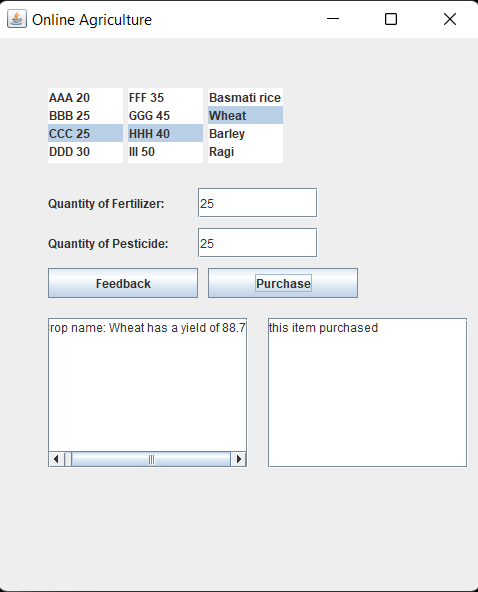 Online Agriculture
AAA 20
BBB 25
CCC 25
DDD 30
FFF 35
GGG 45
HHH 40
III 50
Basmati rice
Wheat
Barley
Ragi
Quantity of Fertilizer: 25
Quantity of Pesticide: 25
Feedback Purchase
rop name: Wheat has a yield of 88.7
this item purchased